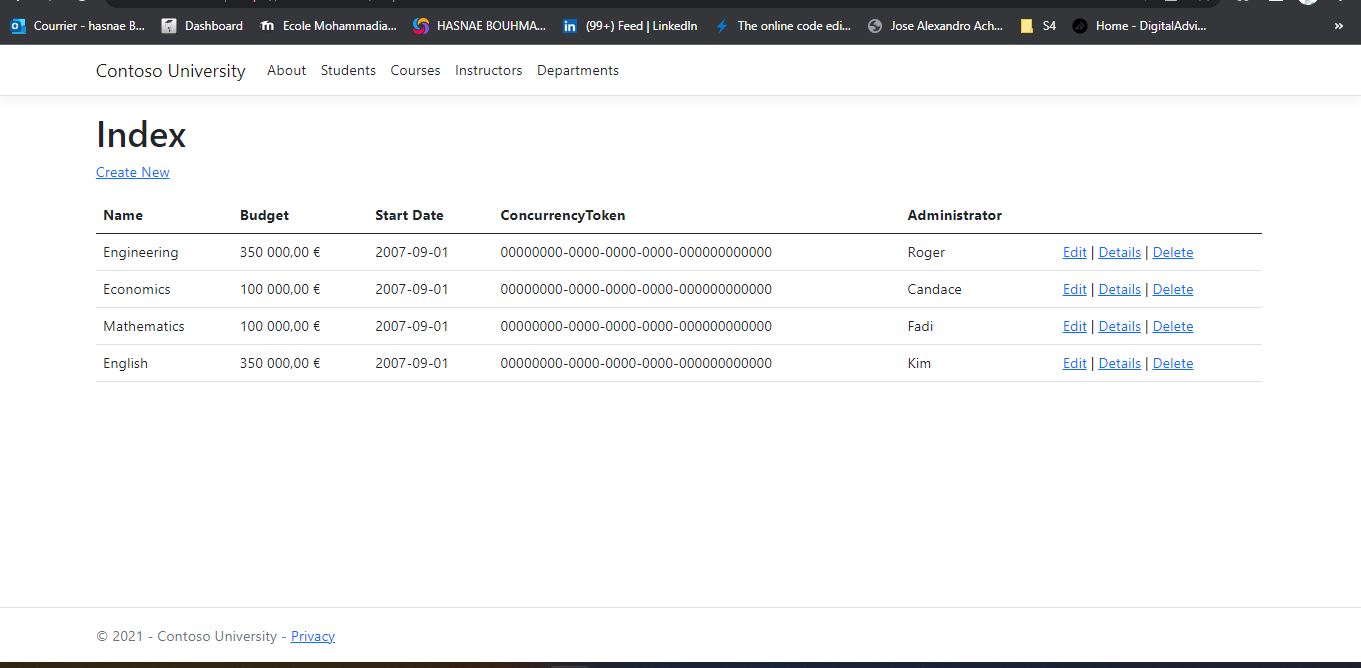 Courrier - hasnae B... Dashboard Ecole Mohammadia... HASNAE BOUHMA... (99+) Feed | LinkedIn The online code edi... Jose Alexandro Ach... S4 Home - DigitalAdvi... »
Contoso University About Students Courses Instructors Departments
Index
Create New
Name Budget Start Date ConcurrencyToken Administrator
Engineering 350 000,00 € 2007-09-01 00000000-0000-0000-0000-000000000000 Roger Edit | Details | Delete
Economics 100 000,00 € 2007-09-01 00000000-0000-0000-0000-000000000000 Candace Edit | Details | Delete
Mathematics 100 000,00 € 2007-09-01 00000000-0000-0000-0000-000000000000 Fadi Edit | Details | Delete
English 350 000,00 € 2007-09-01 00000000-0000-0000-0000-000000000000 Kim Edit | Details | Delete
© 2021 - Contoso University - Privacy